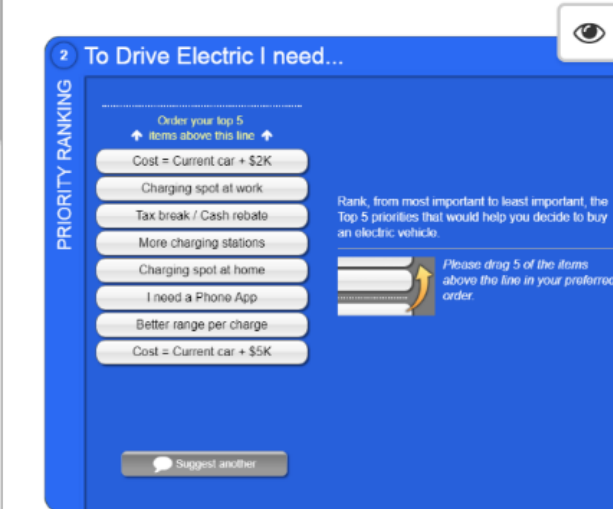 2 To Drive Electric I need...
PRIORITY RANKING
Order your top 5
items above this line
Cost = Current car + $2K
Charging spot at work
Tax break / Cash rebate
More charging stations
Charging spot at home
I need a Phone App
Better range per charge
Cost = Current car + $5K
Suggest another
Rank, from most important to least important, the
Top 5 priorities that would help you decide to buy
an electric vehicle.
Please drag 5 of the items
above the line in your preferred
order.